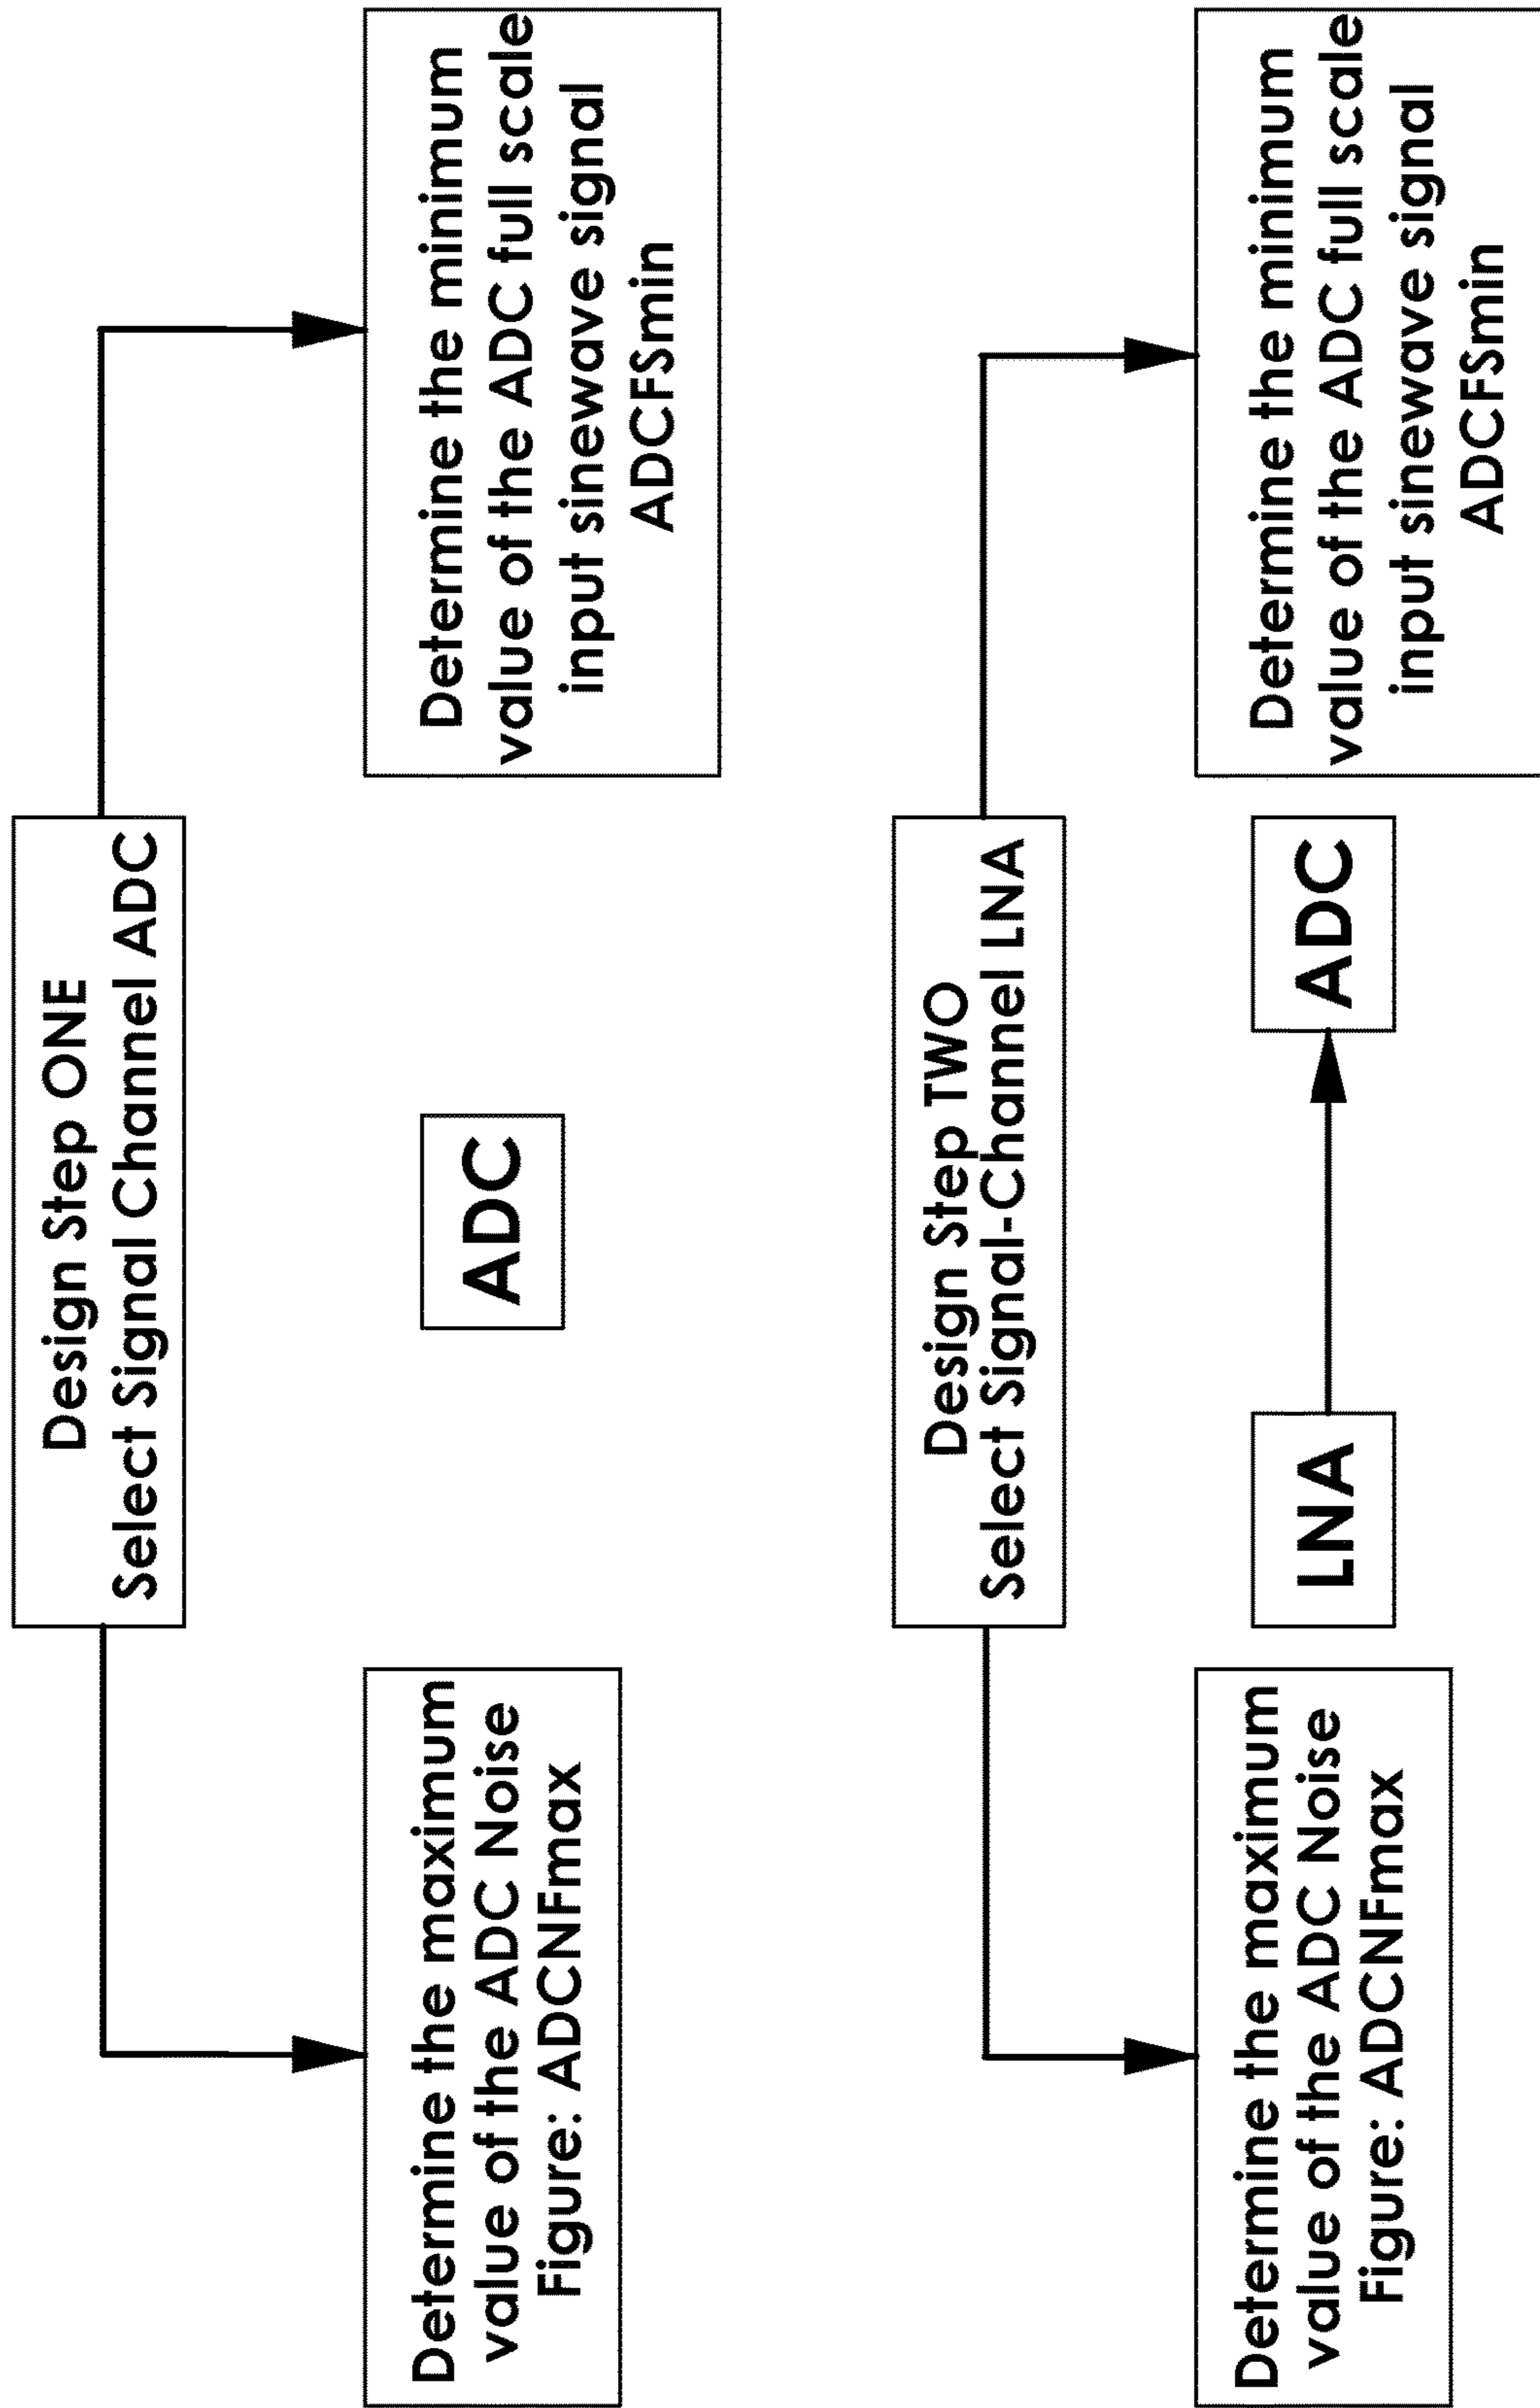 Design Step ONE
Select Signal Channel ADC
Determine the maximum
value of the ADC Noise
Figure: ADCNFmax
ADC
Determine the minimum
value of the ADC full scale
input sinewave signal
ADCFSmin
Design Step TWO
Select Signal-Channel LNA
Determine the maximum
value of the ADC Noise
Figure: ADCNFmax
LNA
ADC
Determine the minimum
value of the ADC full scale
input sinewave signal
ADCFSmin